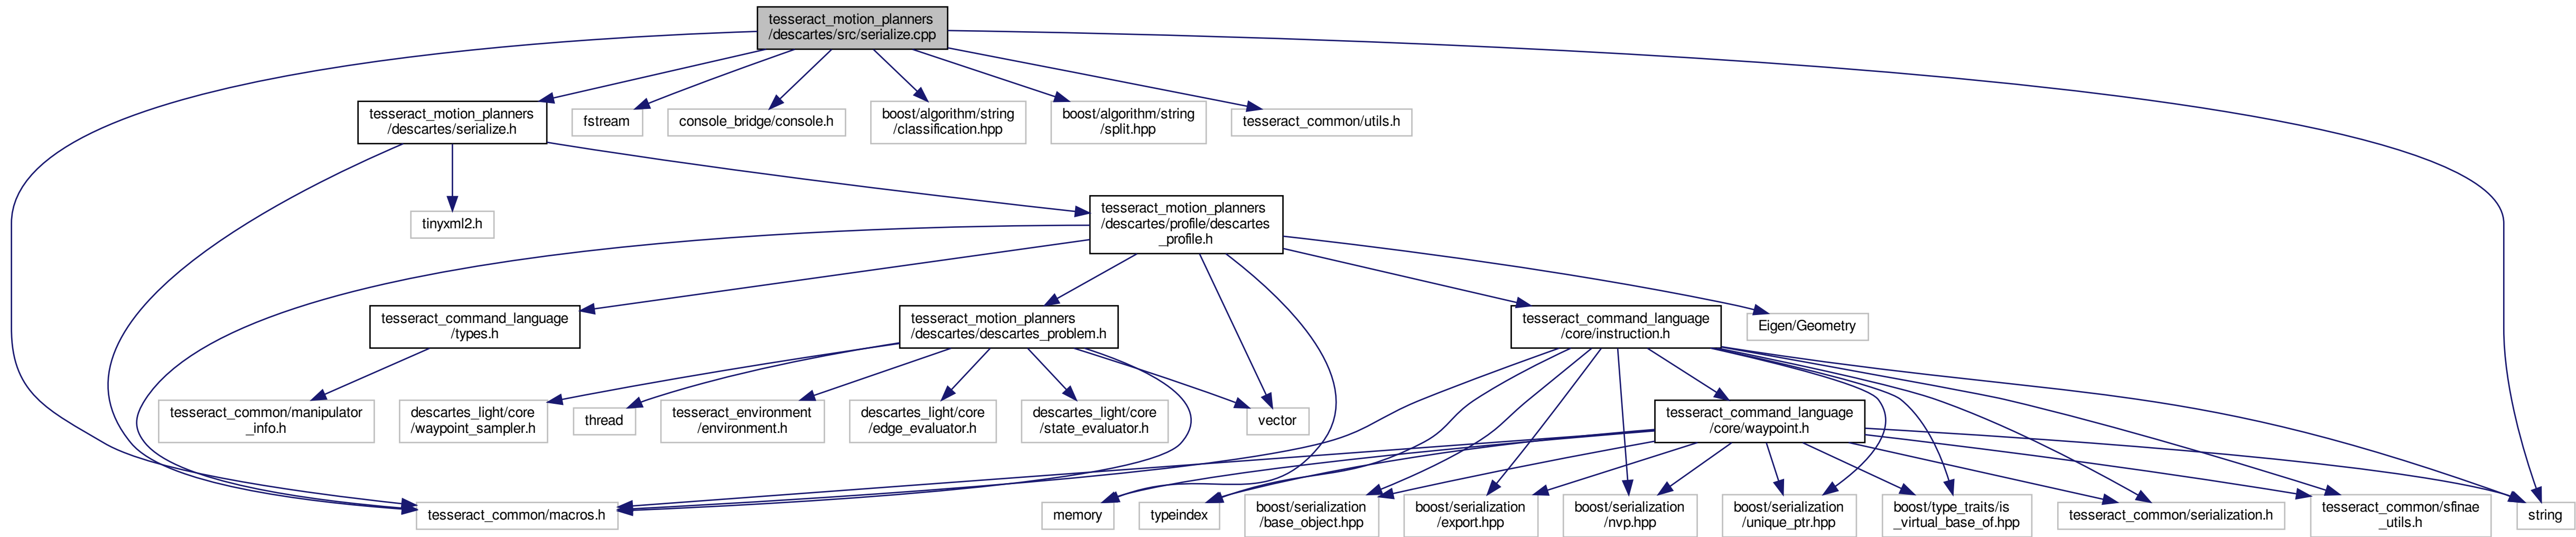 tesseract_motion_planners
/descartes/src/serialize.cpp
tesseract_motion_planners
/descartes/serialize.h
fstream
console_bridge/console.h
boost/algorithm/string
/classification.hpp
boost/algorithm/string
/split.hpp
tesseract_common/utils.h
tinyxml2.h
tesseract_motion_planners
/descartes/profile/descartes
_profile.h
tesseract_command_language
/types.h
tesseract_motion_planners
/descartes/descartes_problem.h
tesseract_command_language
/core/instruction.h
Eigen/Geometry
tesseract_common/manipulator
_info.h
descartes_light/core
/waypoint_sampler.h
thread
tesseract_environment
/environment.h
descartes_light/core
/edge_evaluator.h
descartes_light/core
/state_evaluator.h
vector
tesseract_command_language
/core/waypoint.h
tesseract_common/macros.h
memory
typeindex
boost/serialization
/base_object.hpp
boost/serialization
/export.hpp
boost/serialization
/nvp.hpp
boost/serialization
/unique_ptr.hpp
boost/type_traits/is
_virtual_base_of.hpp
tesseract_common/serialization.h
tesseract_common/sfinae
_utils.h
string